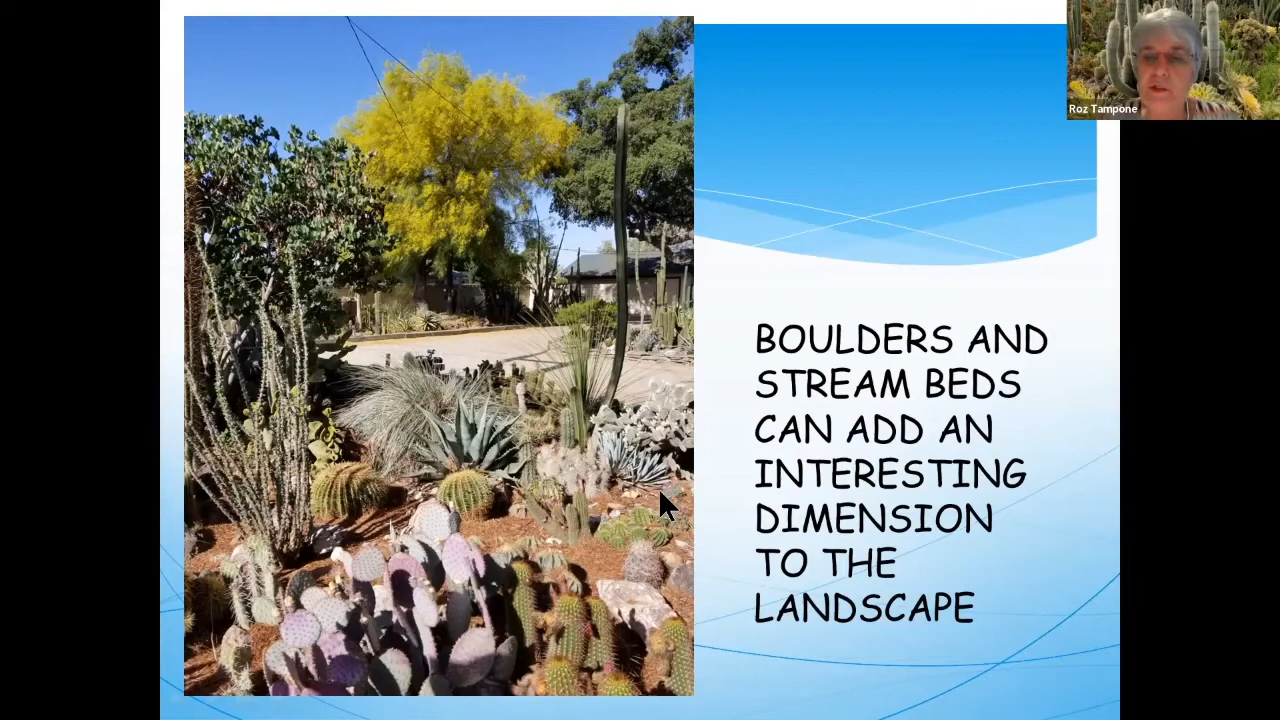 Roz Tampone
BOULDERS AND
STREAM BEDS
CAN ADD AN
INTERESTING
DIMENSION
TO THE
LANDSCAPE